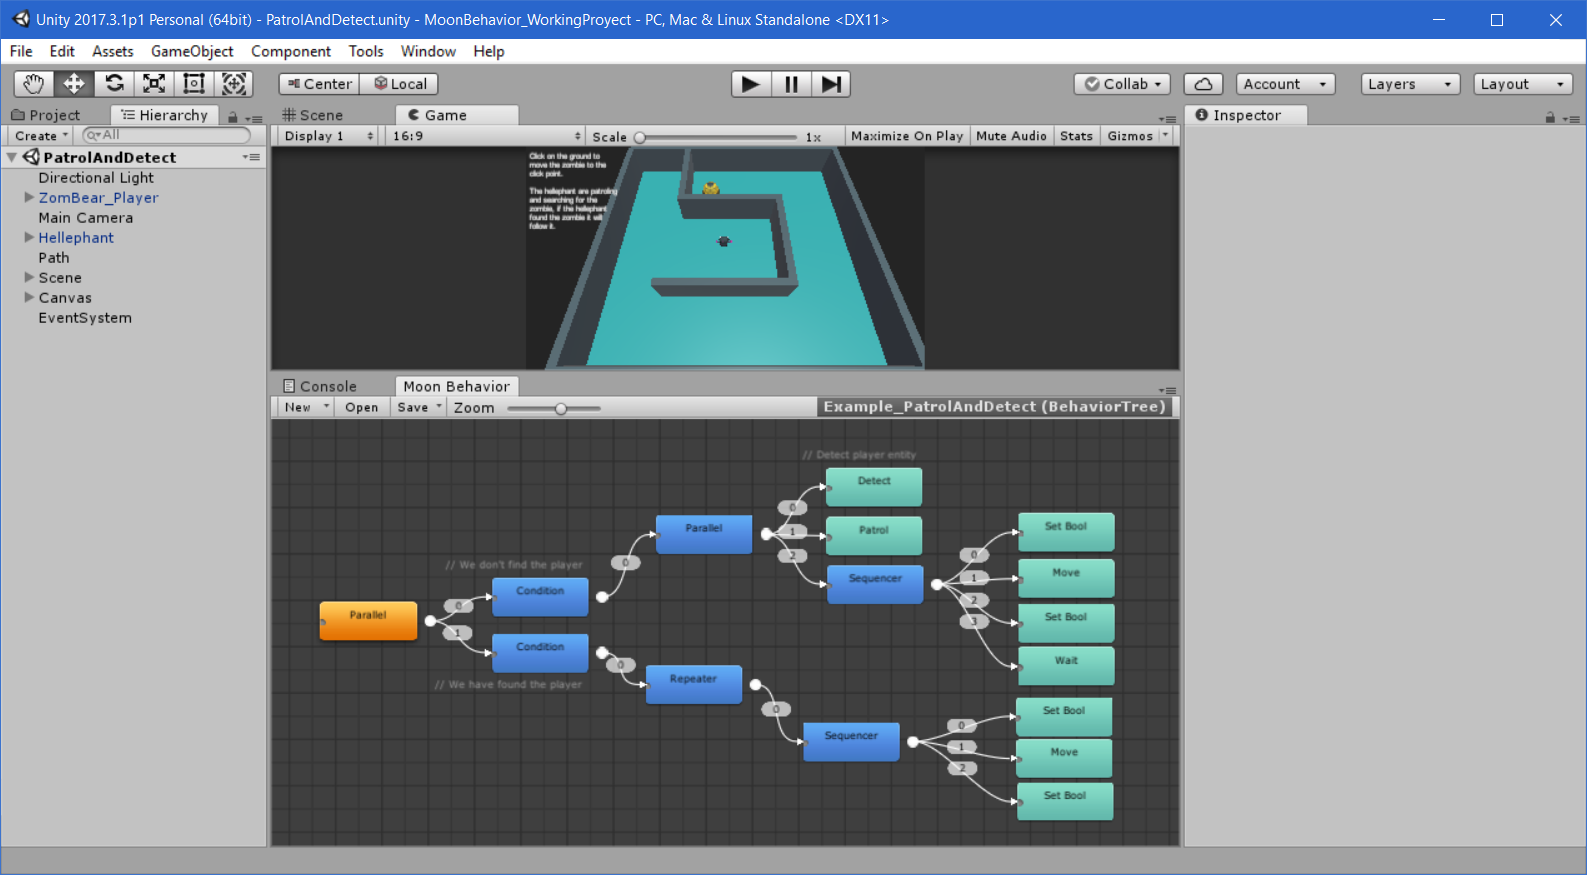 Unity 2017.3.1p1 Personal (64bit) - PatrolAndDetect.unity - MoonBehavior_WorkingProyect - PC, Mac & Linux Standalone <DX11>
File Edit Assets GameObject Component Tools Window Help
Center Local Collab Account Layers Layout
Project Hierarchy
Create All
PatrolAndDetect
Directional Light
ZomBear_Player
Main Camera
Hellephant
Path
Scene
Canvas
EventSystem
Scene Game
Display 1 16:9 Scale 1x Maximize On Play Mute Audio Stats Gizmos
Click on the ground to
move the zombie to the
click point.
The hellephant are patroling
and searching for the
zombie, if the hellephant
found the zombie it will
follow it.
Console Moon Behavior
New Open Save Zoom Example_PatrolAndDetect (BehaviorTree)
// Detect player entity
Detect
0
Parallel
1
Patrol
2
Sequencer
Set Bool
0
Move
1
2
Set Bool
3
Wait
// We don't find the player
0
Condition
Parallel
0
1
Condition
// We have found the player
0
Repeater
0
Sequencer
Set Bool
0
1
Move
2
Set Bool
Inspector